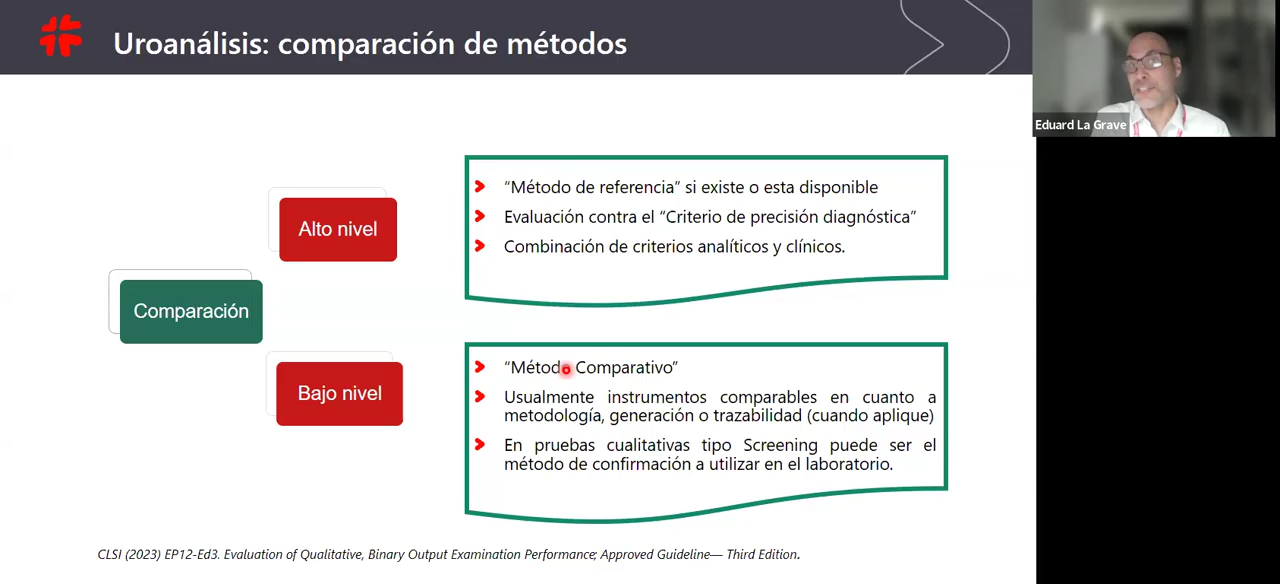 Uroanálisis: comparación de métodos
Eduard La Grave
Alto nivel
“Método de referencia” si existe o esta disponible
Evaluación contra el “Criterio de precisión diagnóstica”
Combinación de criterios analíticos y clínicos.
Comparación
Bajo nivel
“Método Comparativo”
Usualmente instrumentos comparables en cuanto a
metodología, generación o trazabilidad (cuando aplique)
En pruebas cualitativas tipo Screening puede ser el
método de confirmación a utilizar en el laboratorio.
CLSI (2023) EP12-Ed3. Evaluation of Qualitative, Binary Output Examination Performance; Approved Guideline— Third Edition.